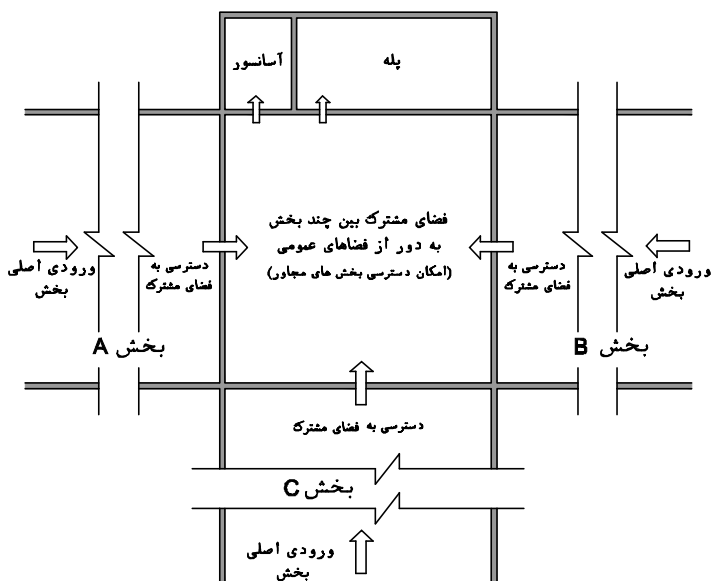 آسانسور
پله
فضای مشترک بین چند بخش
به دور از فضاهای عمومی
(امکان دسترسی بخش های مجاور)
دسترسی به
فضای مشترک
ورودی اصلی
بخش
دسترسی به
فضای مشترک
ورودی اصلی
بخش
بخش B
بخش A
دسترسی به فضای مشترک
بخش C
ورودی اصلی
بخش